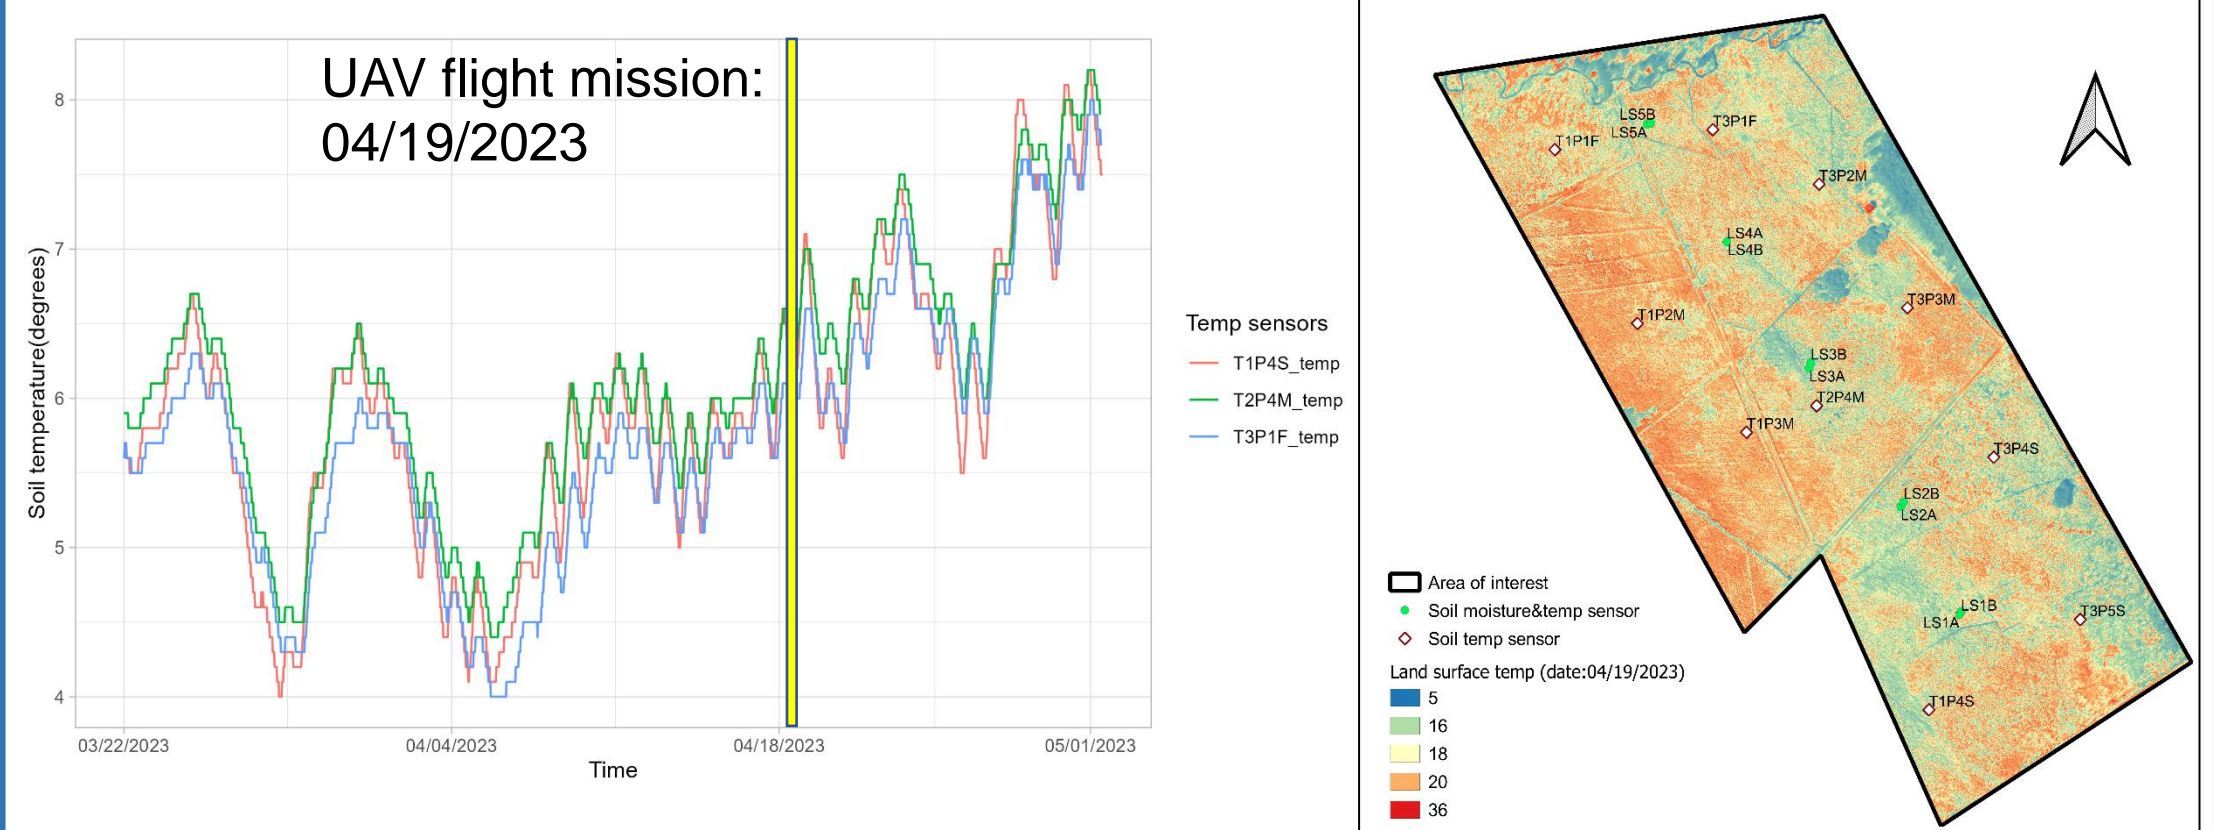 UAV flight mission:
04/19/2023
8
7
6
5
4
Soil temperature(degrees)
03/22/2023
04/04/2023
04/18/2023
05/01/2023
Time
Temp sensors
T1P4S_temp
T2P4M_temp
T3P1F_temp
LS5B
LS5A
T3P1F
T1P1F
T3P2M
LS4A
LS4B
T3P3M
T1P2M
LS3B
LS3A
T2P4M
T1P3M
T3P4S
LS2B
LS2A
LS1B
LS1A
T3P5S
T1P4S
Area of interest
Soil moisture&temp sensor
Soil temp sensor
Land surface temp (date:04/19/2023)
5
16
18
20
36